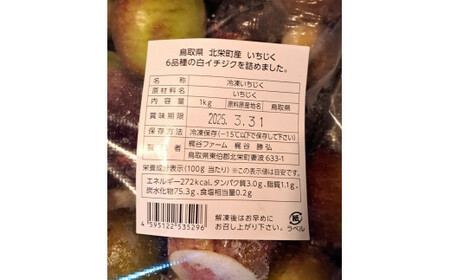 鳥取県 北栄町産 いちじく
6品種の白イチジクを詰めました。
名称 冷凍いちじく
原材料名 いちじく
内容量 1kg 原料原産地名 鳥取県
賞味期限 2025.3.31
保存方法 冷凍保存(-15℃以下で保存して下さい)
製造者 梶谷ファーム 梶谷 勝弘
鳥取県東伯郡北栄町妻波 633-1
栄養成分表示(100g 当たり) ※この表示値は目安です。
エネルギー272kcal,タンパク質3.0g,脂質1.1g,
炭水化物75.3g,食塩相当量0.2g
4595122535296
解凍後はお早めに
お召し上がり下さい。
紙
ラベル